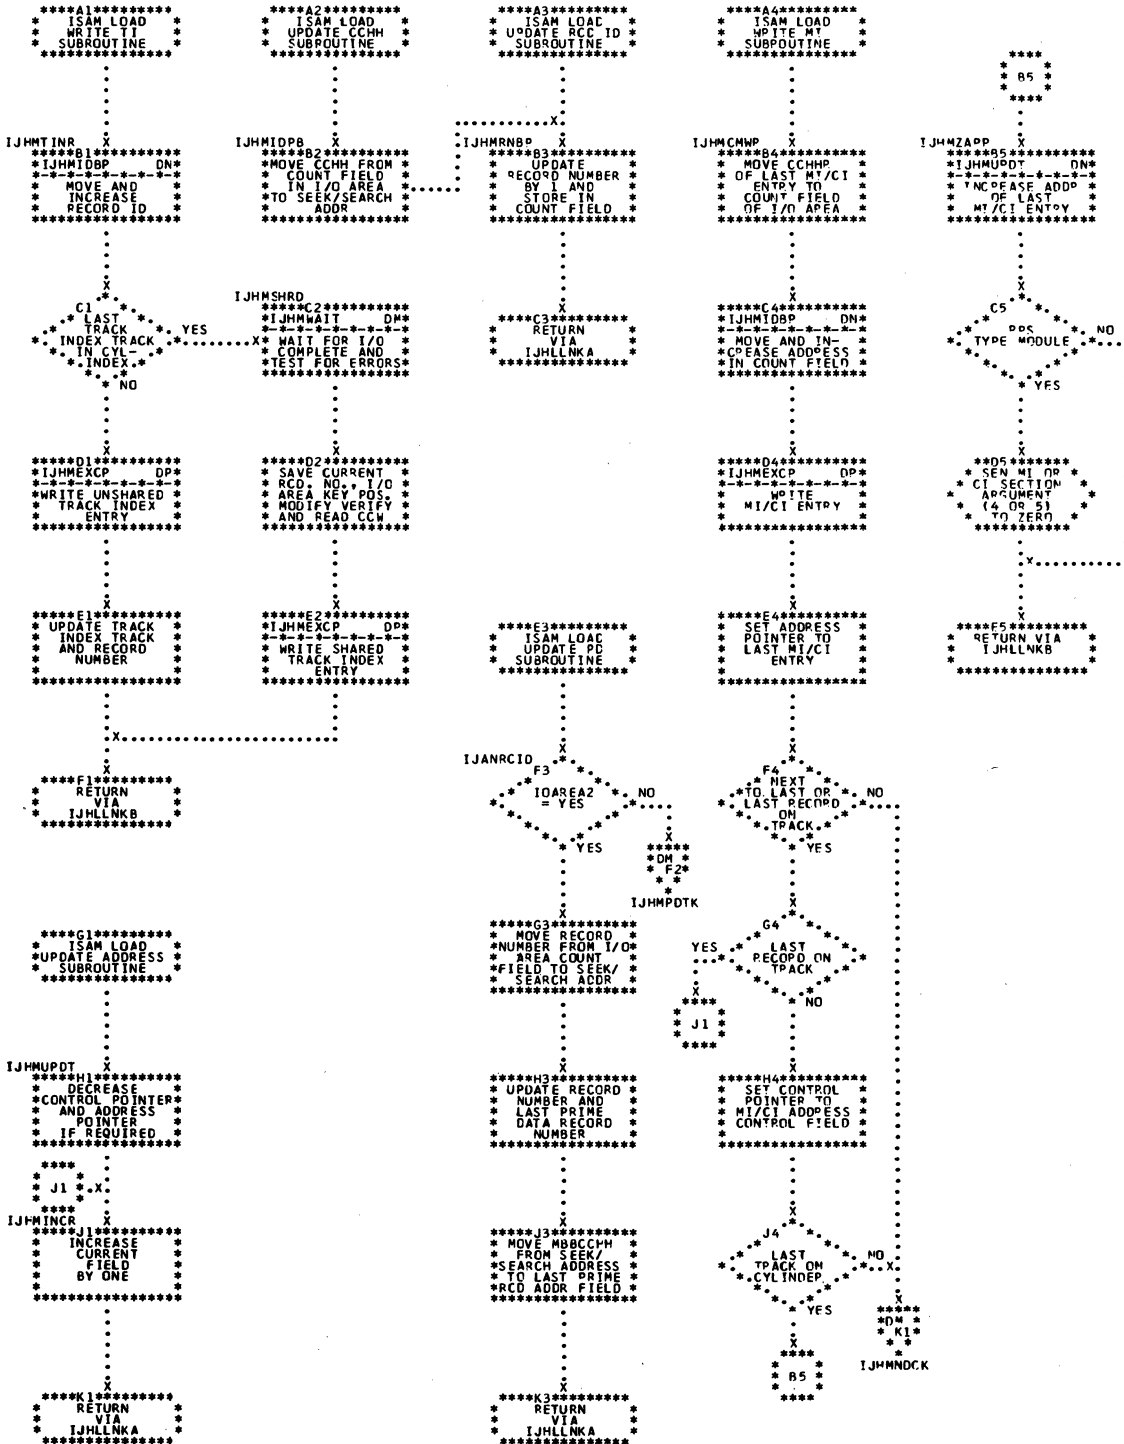 A1
ISAM LOAD
WRITE TI
SUBROUTINE
IJHMTINR
B1
IJHMIDBP DN
MOVE AND
INCREASE
RECORD ID
C1
LAST
TRACK
INDEX TRACK
IN CYL-
INDEX.
YES
NO
D1
IJHMEXCP DP
WRITE UNSHARED
TRACK INDEX
ENTRY
E1
UPDATE TRACK
INDEX TRACK
AND RECORD
NUMBER
F1
RETURN
VIA
IJHLLNKB
G1
ISAM LOAD
UPDATE ADDRESS
SUBROUTINE
IJHMUPDT
H1
DECREASE
CONTROL POINTER
AND ADDRESS
POINTER
IF REQUIRED
J1
IJHMINCR
J1
INCREASE
CURRENT
FIELD
BY ONE
K1
RETURN
VIA
IJHLLNKA
A2
ISAM LOAD
UPDATE CCHH
SUBROUTINE
IJHMIDPB
B2
MOVE CCHH FROM
COUNT FIELD
IN I/O AREA
TO SEEK/SEARCH
ADDR
IJHMSHRD
C2
IJHMWAIT DM
WAIT FOR I/O
COMPLETE AND
TEST FOR ERRORS
D2
SAVE CURRENT
RCD. NO., I/O
AREA KEY POS.
MODIFY VERIFY
AND READ CCW
E2
IJHMEXCP DP
WRITE SHARED
TRACK INDEX
ENTRY
A3
ISAM LOAD
UPDATE RCD ID
SUBROUTINE
IJHMRNBP
B3
UPDATE
RECORD NUMBER
BY 1 AND
STORE IN
COUNT FIELD
C3
RETURN
VIA
IJHLLNKA
E3
ISAM LOAD
UPDATE PD
SUBROUTINE
IJANRCID
F3
IOAREA2
= YES
NO
YES
DM
F2
IJHMPDTK
G3
MOVE RECORD
NUMBER FROM I/O
AREA COUNT
FIELD TO SEEK/
SEARCH ADDR
H3
UPDATE RECORD
NUMBER AND
LAST PRIME
DATA RECORD
NUMBER
J3
MOVE MBBCCHH
FROM SEEK/
SEARCH ADDRESS
TO LAST PRIME
RCD ADDR FIELD
K3
RETURN
VIA
IJHLLNKA
A4
ISAM LOAD
WRITE MI
SUBROUTINE
IJHMCMWP
B4
MOVE CCHHR
OF LAST MI/CI
ENTRY TO
COUNT FIELD
OF I/O AREA
C4
IJHMIDBP DN
MOVE AND IN-
CREASE ADDRESS
IN COUNT FIELD
D4
IJHMEXCP DP
WRITE
MI/CI ENTRY
E4
SET ADDRESS
POINTER TO
LAST MI/CI
ENTRY
F4
NEXT
TO LAST OR
LAST RECORD
ON
TRACK.
NO
YES
G4
YES
LAST
RECORD ON
TRACK
NO
J1
H4
SET CONTROL
POINTER TO
MI/CI ADDRESS
CONTROL FIELD
J4
LAST
TRACK ON
CYLINDER
NO
YES
DM
K1
IJHMNDCK
B5
B5
IJHMZAPP
B5
IJHMUPDT DN
INCREASE ADDR
OF LAST
MI/CI ENTRY
C5
RPS
TYPE MODULE
NO
YES
D5
SEN MI OR
CI SECTION
ARGUMENT
(4 OR 5)
TO ZERO
E5
RETURN VIA
IJHLLNKB